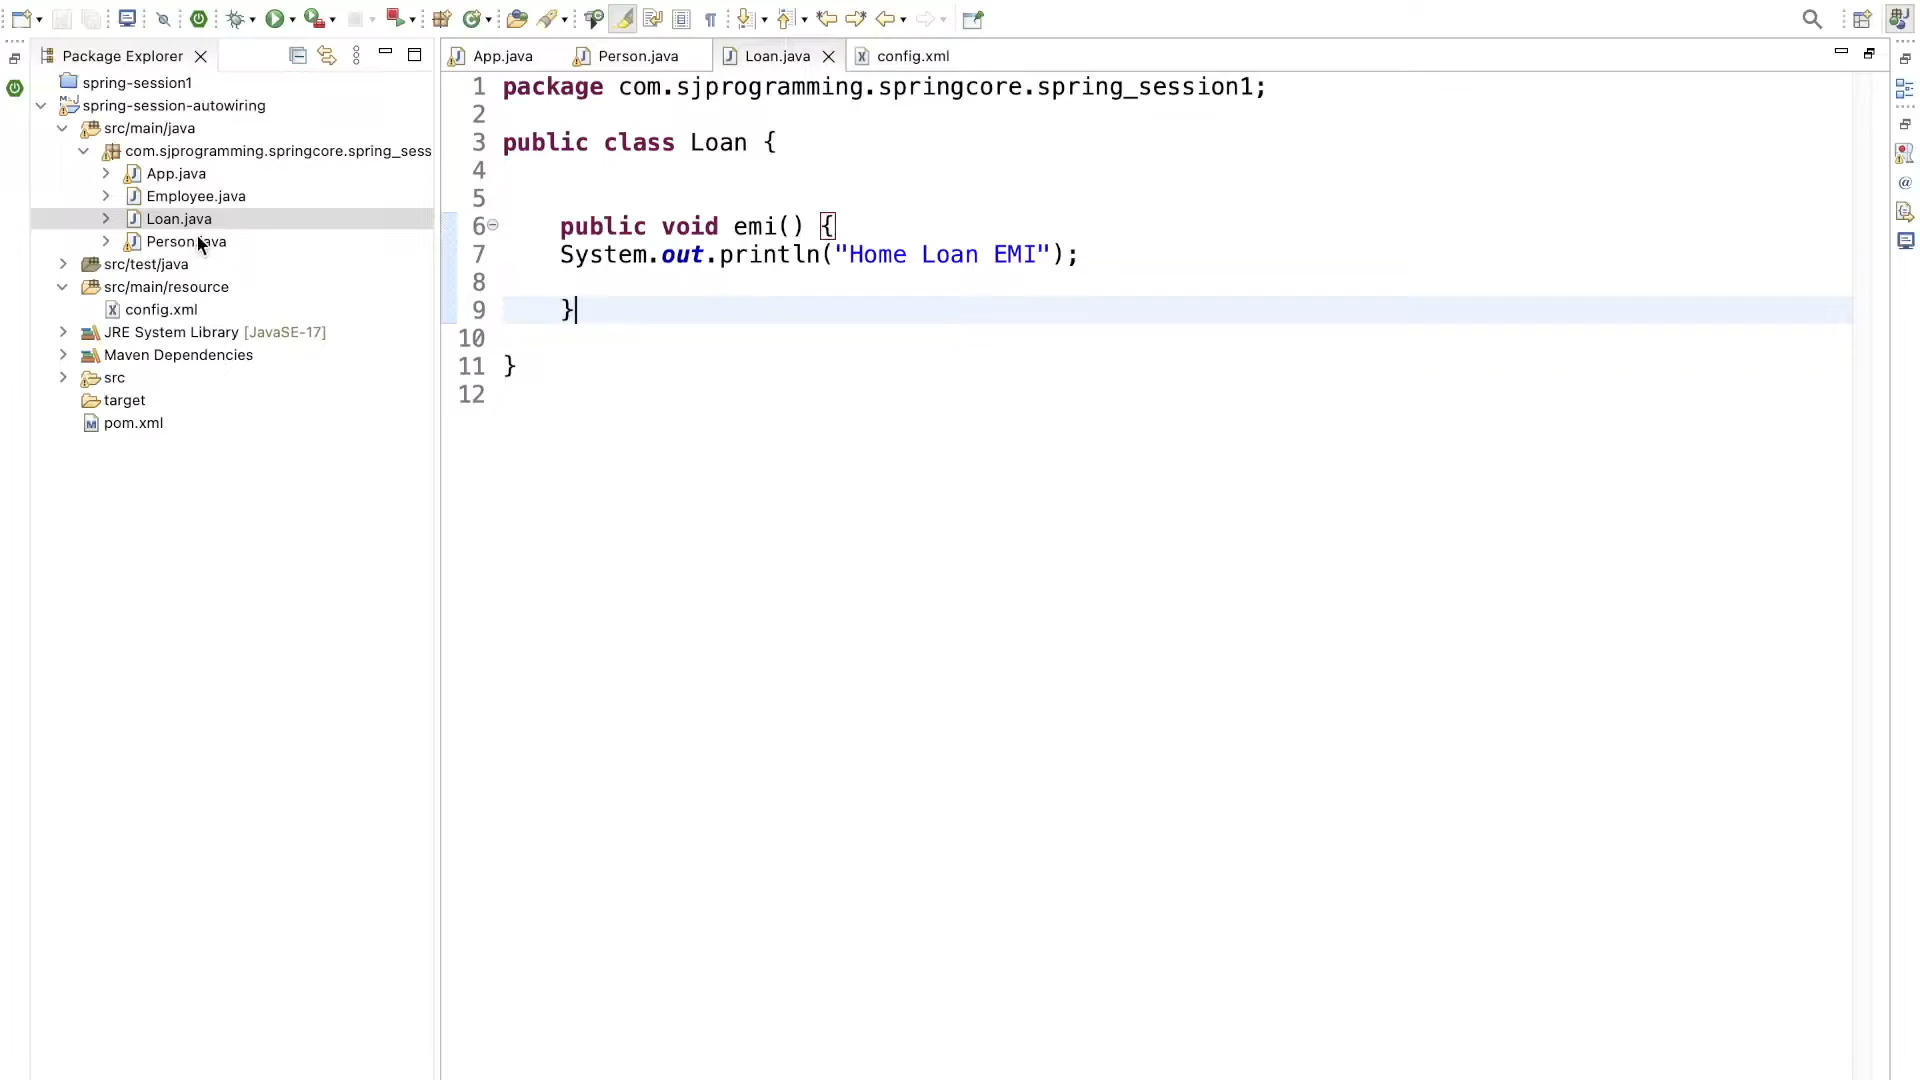 Package Explorer
spring-session1
spring-session-autowiring
src/main/java
com.sjprogramming.springcore.spring_sess
App.java
Employee.java
Loan.java
Person.java
src/test/java
src/main/resource
config.xml
JRE System Library [JavaSE-17]
Maven Dependencies
src
target
pom.xml
App.java Person.java Loan.java config.xml
1 package com.sjprogramming.springcore.spring_session1;
2
3 public class Loan {
4
5
6 public void emi() {
7 System.out.println("Home Loan EMI");
8
9 }
10
11 }
12